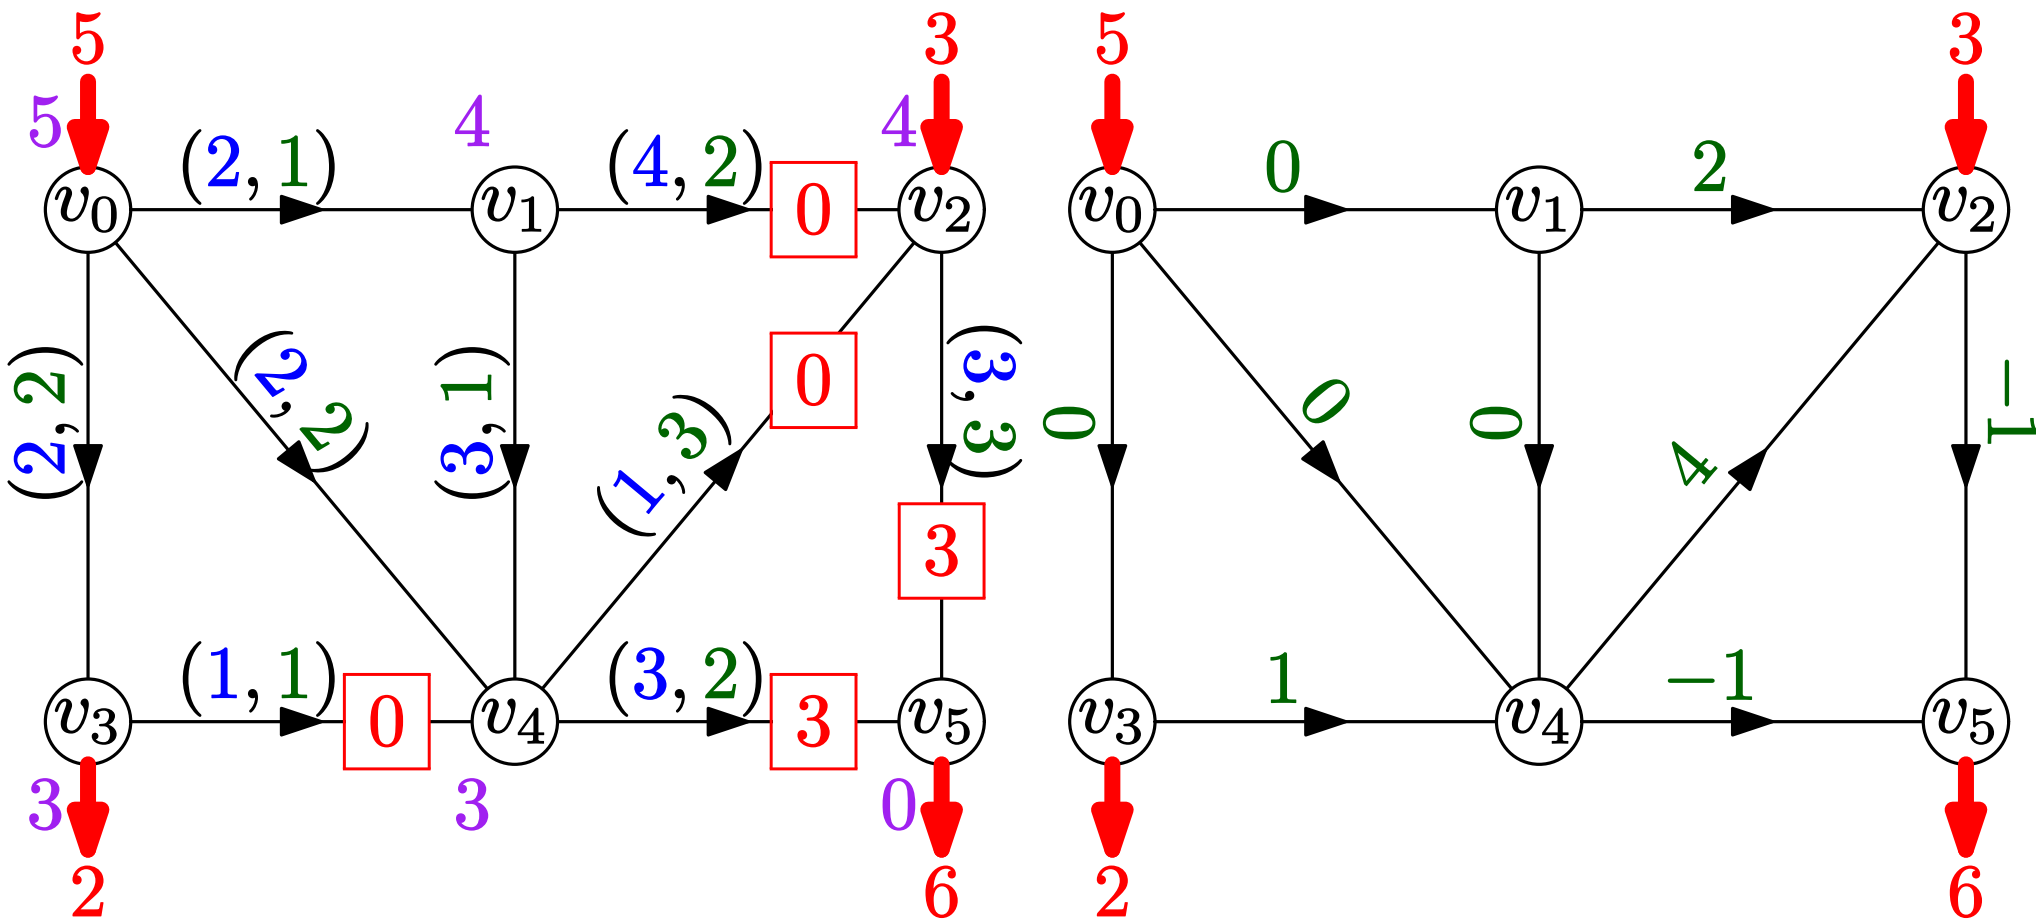 5 3 5 3
5 (2, 1) 4 (4, 2) 4 0 2
v0 v1 0 v2 v0 v1 v2
(2, 2) (2, 2) (3, 1) (1, 3) 0 (3, 3) 0 0 0 4 −1
3
(1, 1) (3, 2) 1 −1
v3 0 v4 3 v5 v3 v4 v5
3 3 0
2 6 2 6